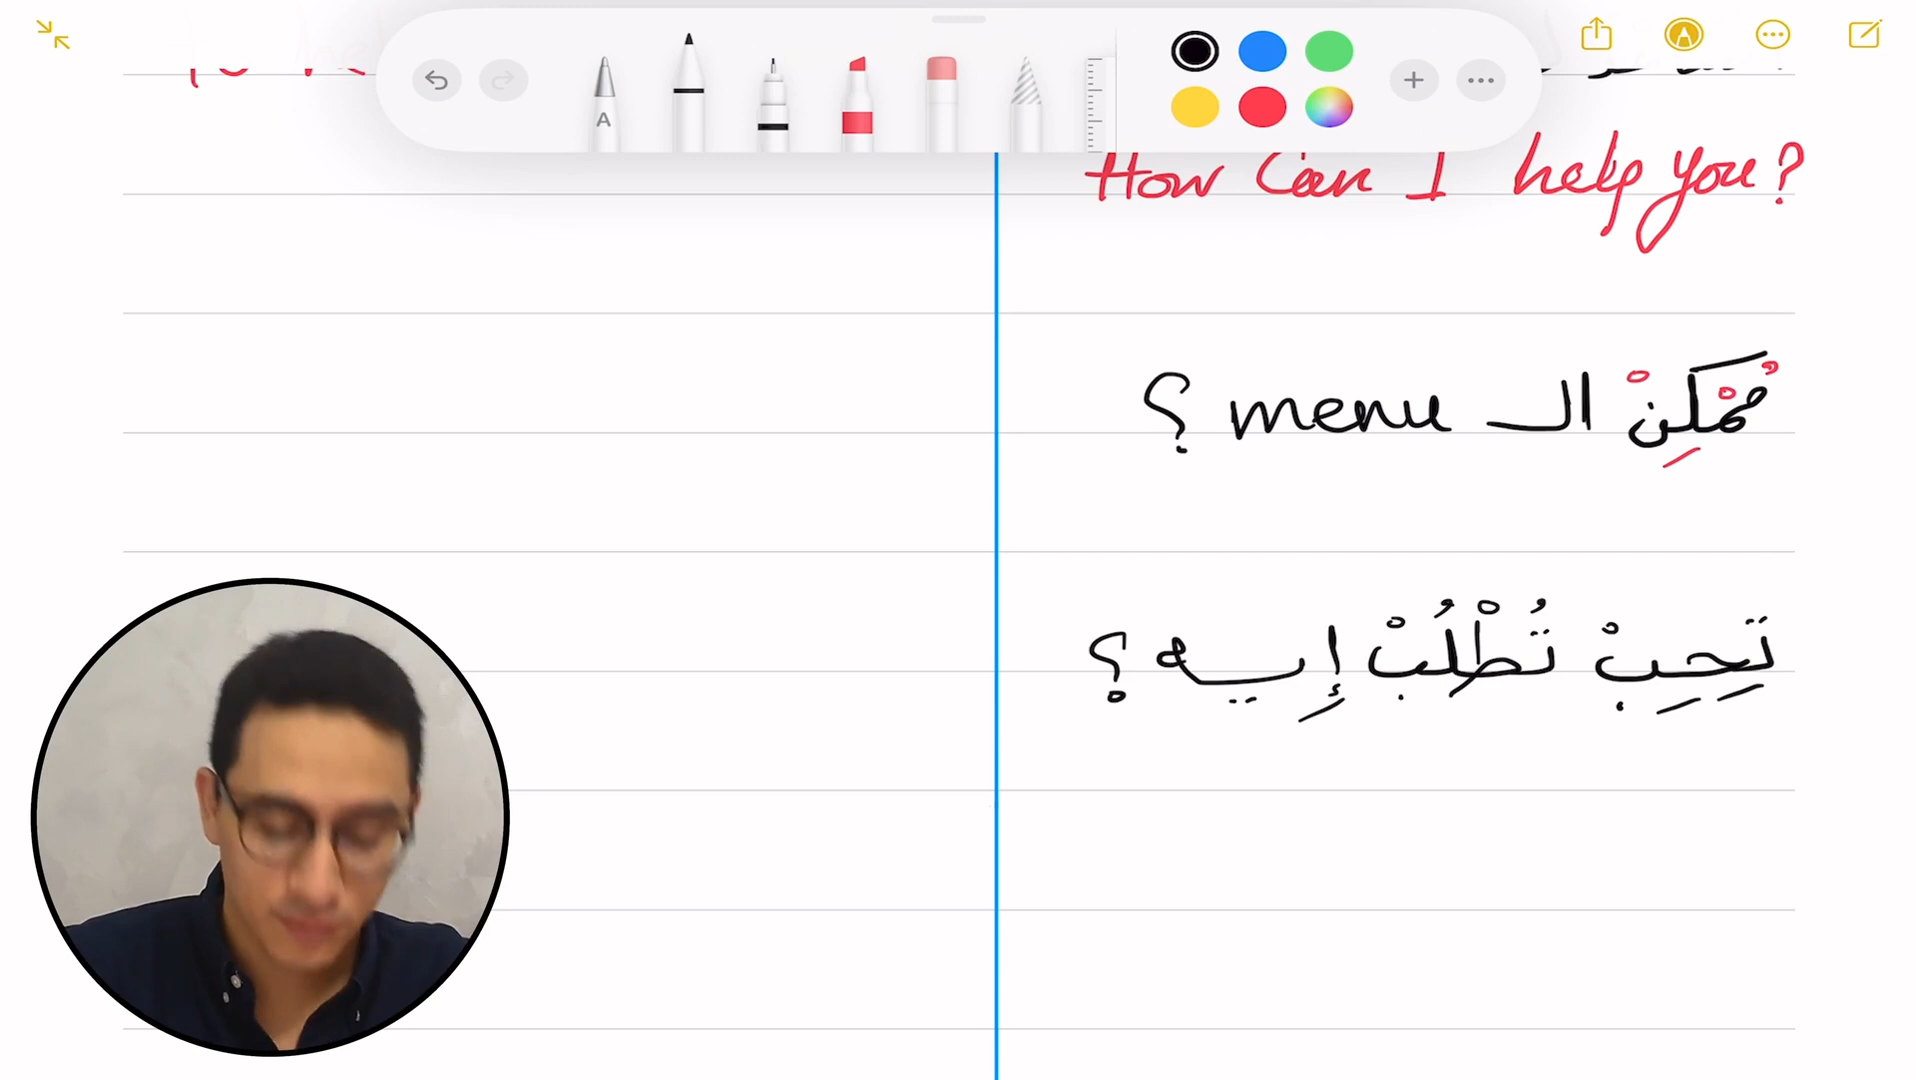 How Can I help you?
مُمْكِنْ الـ menu ؟
تِحِبْ تُطْلُبْ إِيه ؟
A